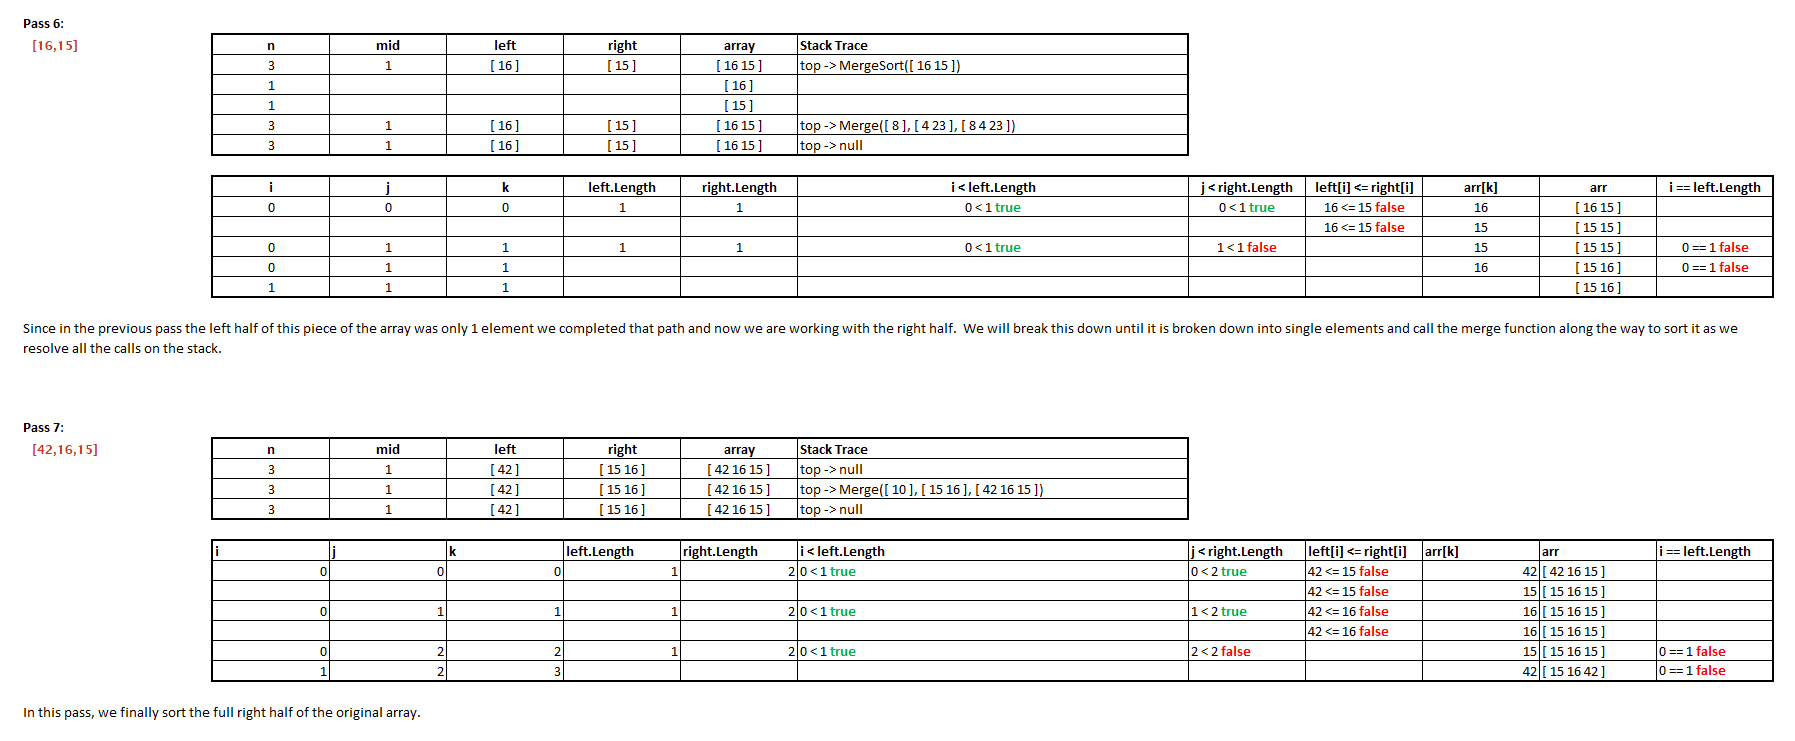 Pass 6:
[16,15]
n mid left right array Stack Trace
3 1 [ 16 ] [ 15 ] [ 16 15 ] top -> MergeSort([ 16 15 ])
1 [ 16 ]
1 [ 15 ]
3 1 [ 16 ] [ 15 ] [ 16 15 ] top -> Merge([ 8 ], [ 4 23 ], [ 8 4 23 ])
3 1 [ 16 ] [ 15 ] [ 16 15 ] top -> null
i j k left.Length right.Length i < left.Length j < right.Length left[i] <= right[i] arr[k] arr i == left.Length
0 0 0 1 1 0 < 1 true 0 < 1 true 16 <= 15 false 16 [ 16 15 ]
16 <= 15 false 15 [ 15 15 ]
0 1 1 1 1 0 < 1 true 1 < 1 false 15 [ 15 15 ] 0 == 1 false
0 1 1 16 [ 15 16 ] 0 == 1 false
1 1 1 [ 15 16 ]
Since in the previous pass the left half of this piece of the array was only 1 element we completed that path and now we are working with the right half. We will break this down until it is broken down into single elements and call the merge function along the way to sort it as we
resolve all the calls on the stack.
Pass 7:
[42,16,15]
n mid left right array Stack Trace
3 1 [ 42 ] [ 15 16 ] [ 42 16 15 ] top -> null
3 1 [ 42 ] [ 15 16 ] [ 42 16 15 ] top -> Merge([ 10 ], [ 15 16 ], [ 42 16 15 ])
3 1 [ 42 ] [ 15 16 ] [ 42 16 15 ] top -> null
i j k left.Length right.Length i < left.Length j < right.Length left[i] <= right[i] arr[k] arr i == left.Length
0 0 0 1 2 0 < 1 true 0 < 2 true 42 <= 15 false 42 [ 42 16 15 ]
42 <= 15 false 15 [ 15 16 15 ]
0 1 1 1 2 0 < 1 true 1 < 2 true 42 <= 16 false 16 [ 15 16 15 ]
42 <= 16 false 16 [ 15 16 15 ]
0 2 2 1 2 0 < 1 true 2 < 2 false 15 [ 15 16 15 ] 0 == 1 false
1 2 3 42 [ 15 16 42 ] 0 == 1 false
In this pass, we finally sort the full right half of the original array.